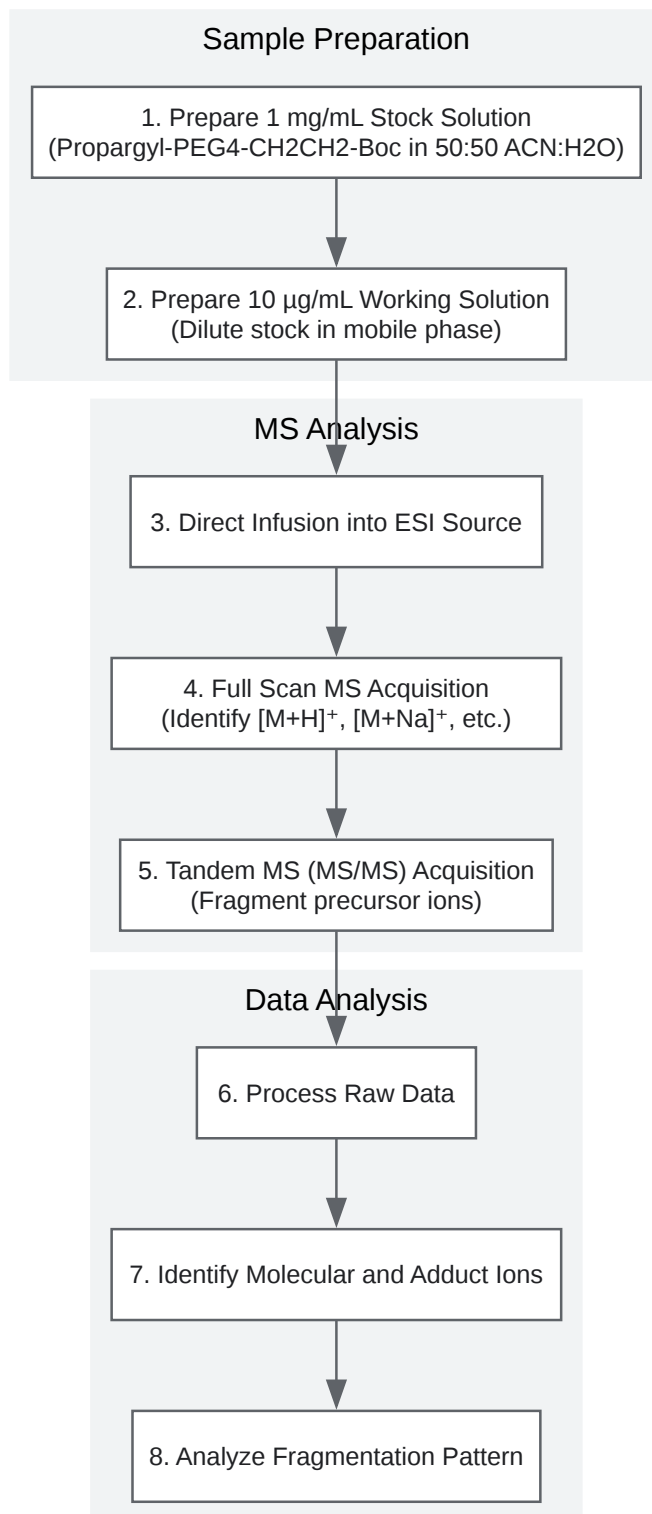 Sample Preparation
1. Prepare 1 mg/mL Stock Solution
(Propargyl-PEG4-CH2CH2-Boc in 50:50 ACN:H2O)
2. Prepare 10 µg/mL Working Solution
(Dilute stock in mobile phase)
MS Analysis
3. Direct Infusion into ESI Source
4. Full Scan MS Acquisition
(Identify [M+H]⁺, [M+Na]⁺, etc.)
5. Tandem MS (MS/MS) Acquisition
(Fragment precursor ions)
Data Analysis
6. Process Raw Data
7. Identify Molecular and Adduct Ions
8. Analyze Fragmentation Pattern